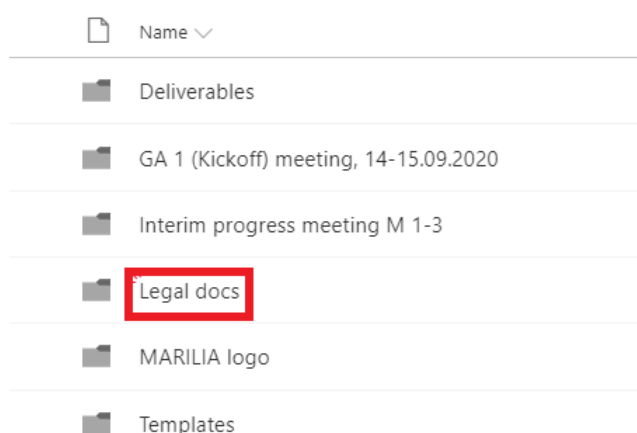 Name
Deliverables
GA 1 (Kickoff) meeting, 14-15.09.2020
Interim progress meeting M 1-3
Legal docs
MARILIA logo
Templates